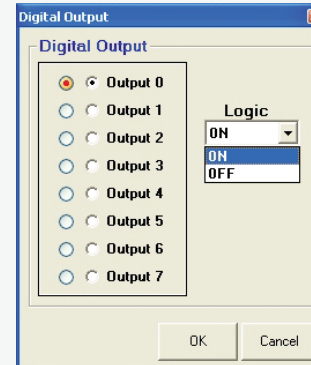 Digital Output
Digital Output
Output 0
Output 1
Logic
ON
Output 2
ON
Output 3
OFF
Output 4
Output 5
Output 6
Output 7
OK Cancel